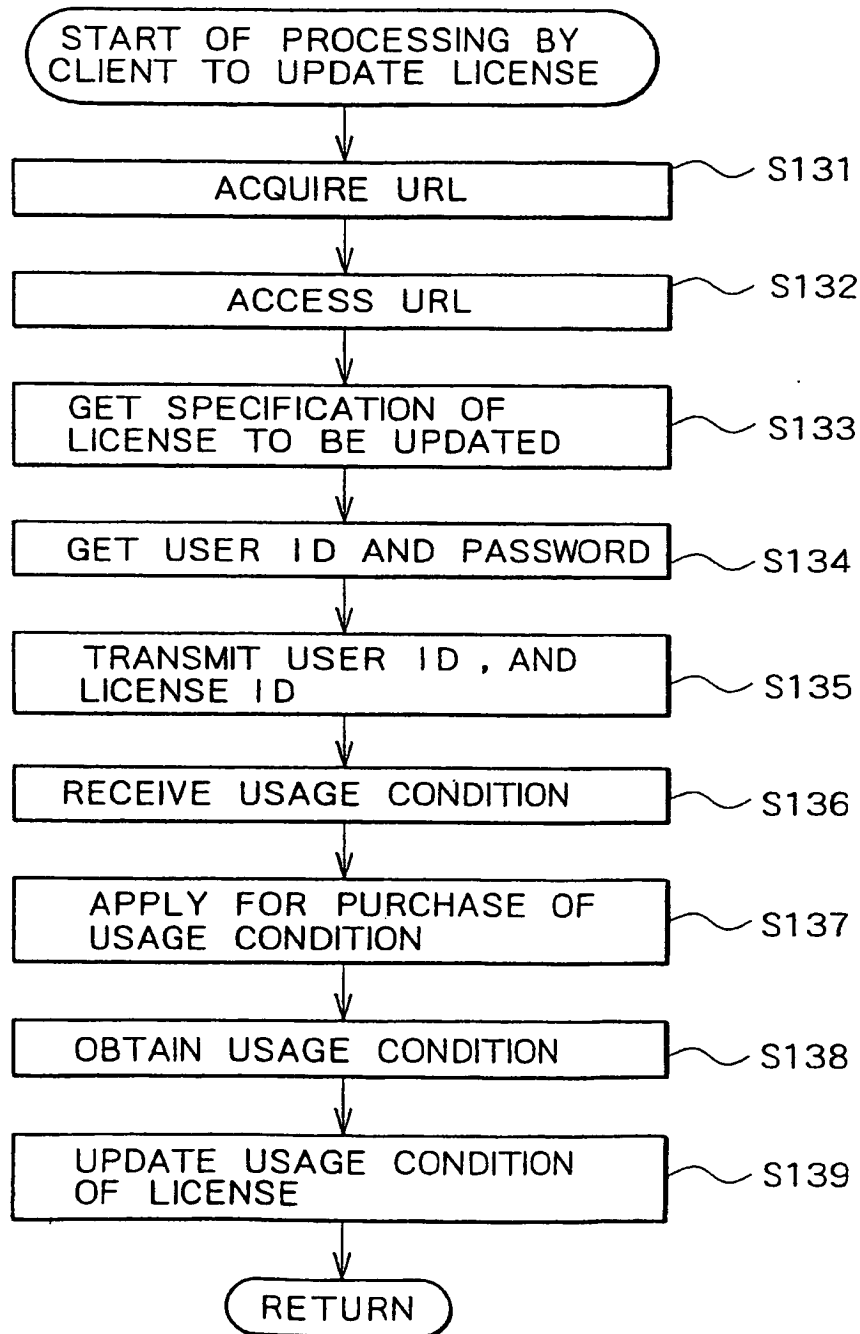 START OF PROCESSING BY
CLIENT TO UPDATE LICENSE
ACQUIRE URL
S131
ACCESS URL
S132
GET SPECIFICATION OF
LICENSE TO BE UPDATED
S133
GET USER ID AND PASSWORD
S134
TRANSMIT USER ID , AND
LICENSE ID
S135
RECEIVE USAGE CONDITION
S136
APPLY FOR PURCHASE OF
USAGE CONDITION
S137
OBTAIN USAGE CONDITION
S138
UPDATE USAGE CONDITION
OF LICENSE
S139
RETURN